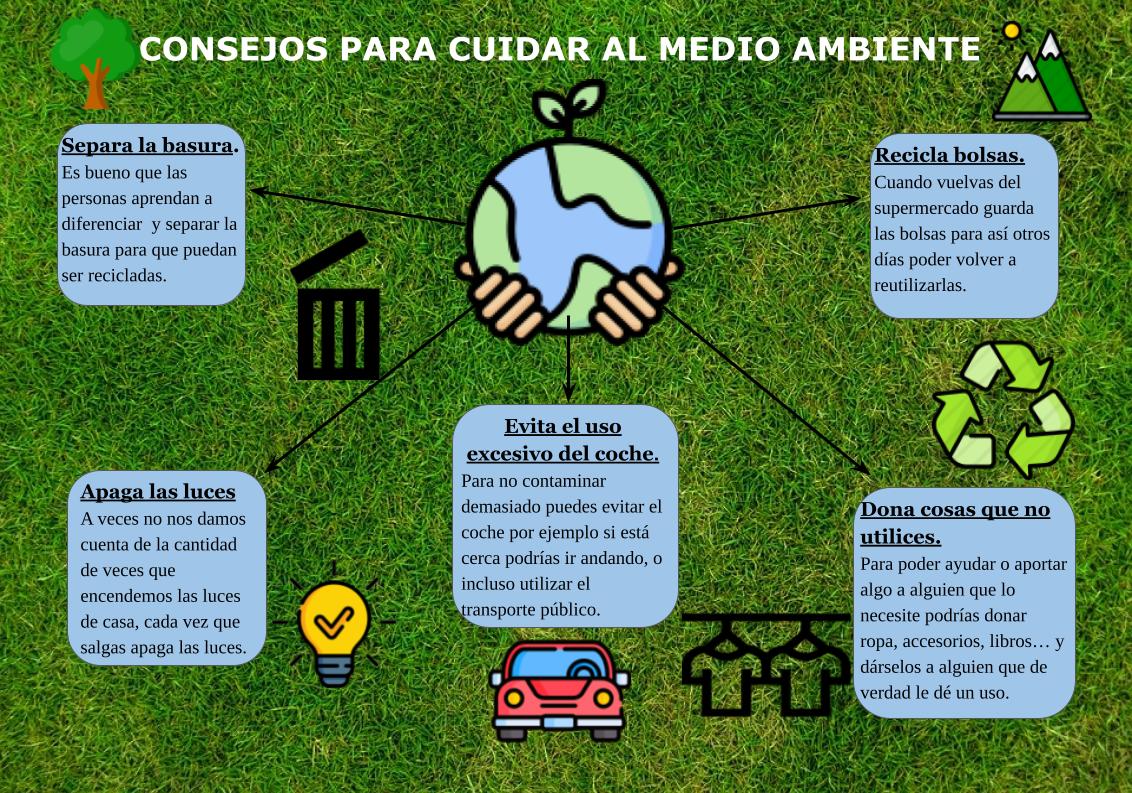 CONSEJOS PARA CUIDAR AL MEDIO AMBIENTE
Separa la basura.
Es bueno que las
personas aprendan a
diferenciar  y separar la
basura para que puedan
ser recicladas.
Recicla bolsas.
Cuando vuelvas del
supermercado guarda
las bolsas para así otros
días poder volver a
reutilizarlas.
Apaga las luces
A veces no nos damos
cuenta de la cantidad
de veces que
encendemos las luces
de casa, cada vez que
salgas apaga las luces.
Evita el uso
excesivo del coche.
Para no contaminar
demasiado puedes evitar el
coche por ejemplo si está
cerca podrías ir andando, o
incluso utilizar el
transporte público.
Dona cosas que no
utilices.
Para poder ayudar o aportar
algo a alguien que lo
necesite podrías donar
ropa, accesorios, libros… y
dárselos a alguien que de
verdad le dé un uso.